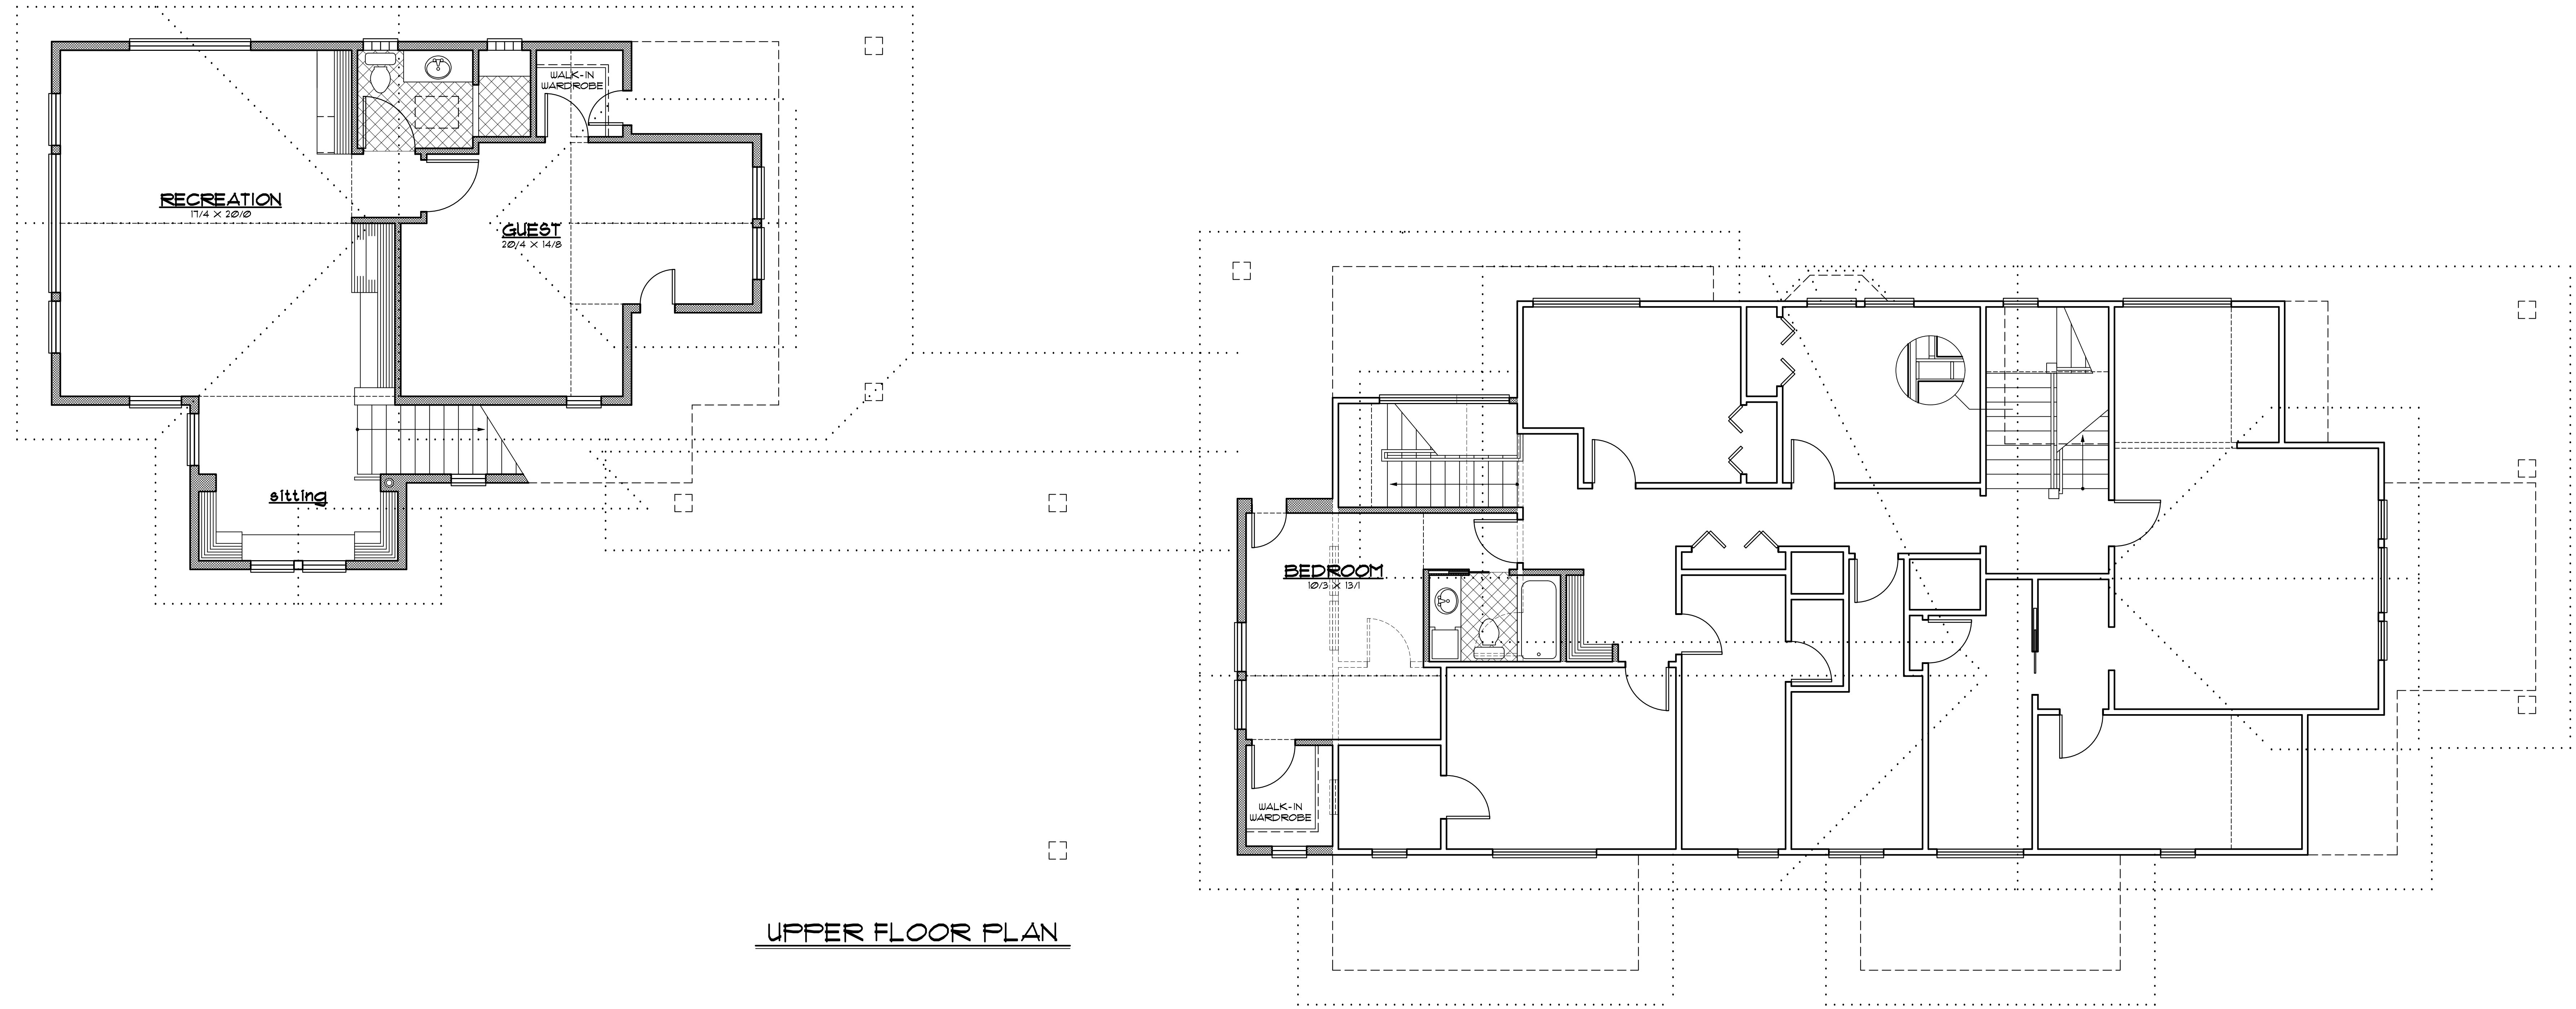 WALK-IN
WARDROBE
RECREATION
17/4 X 20/0
GUEST
20/4 X 14/8
sitting
BEDROOM
10/3 X 13/1
WALK-IN
WARDROBE
UPPER FLOOR PLAN